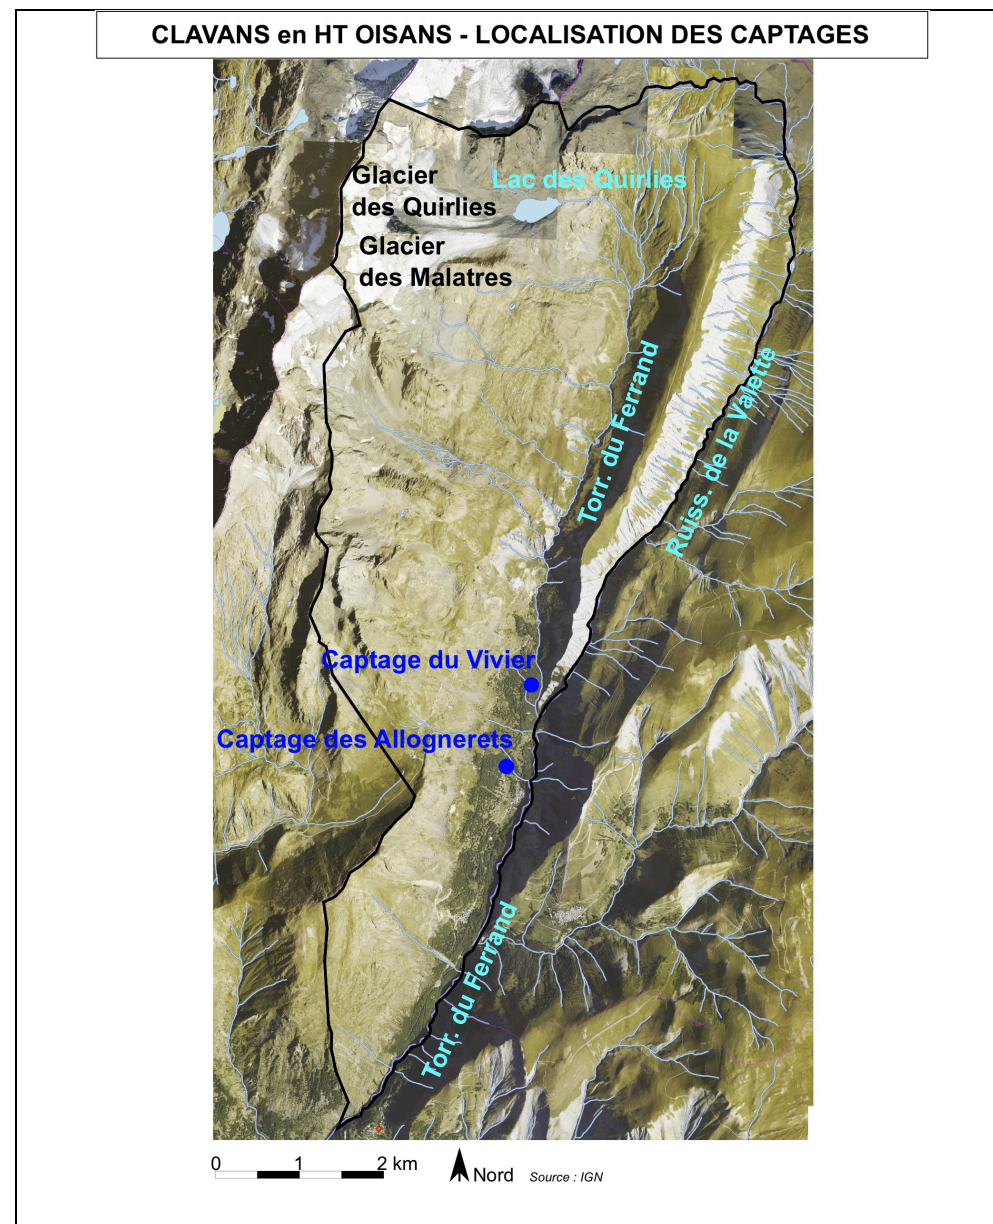 CLAVANS en HT OISANS - LOCALISATION DES CAPTAGES
Glacier
des Quirlies
Lac des Quirlies
Glacier
des Malatres
Torr. du Ferrand
Ruiss. de la Valette
Captage du Vivier
Captage des Allognerets
Torr. du Ferrand
0 1 2 km
Nord
Source : IGN